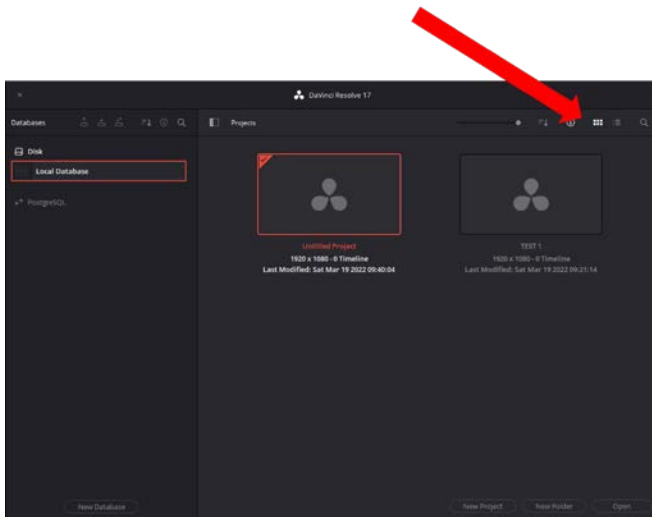 DaVinci Resolve 17
Databases
Projects
Disk
Local Database
PostgreSQL
Untitled Project
1920 x 1080 - 0 Timeline
Last Modified: Sat Mar 19 2022 09:40:04
TEST 1
1920 x 1080 - 0 Timeline
Last Modified: Sat Mar 19 2022 09:21:14
New Database
New Project
New Folder
Open